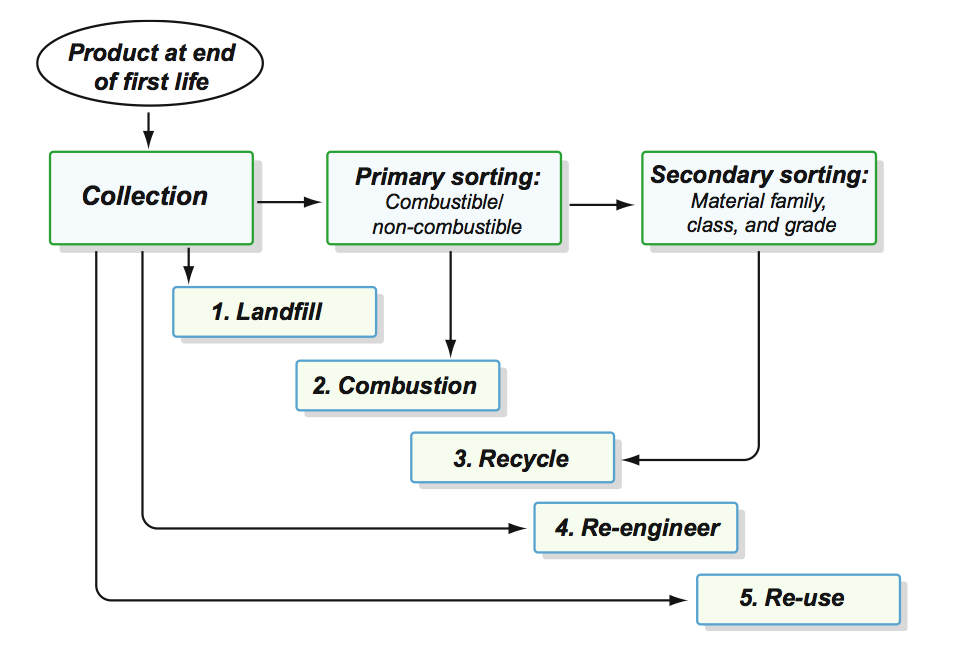 Product at end
of first life
Collection
Primary sorting:
Combustible/
non-combustible
Secondary sorting:
Material family,
class, and grade
1. Landfill
2. Combustion
3. Recycle
4. Re-engineer
5. Re-use